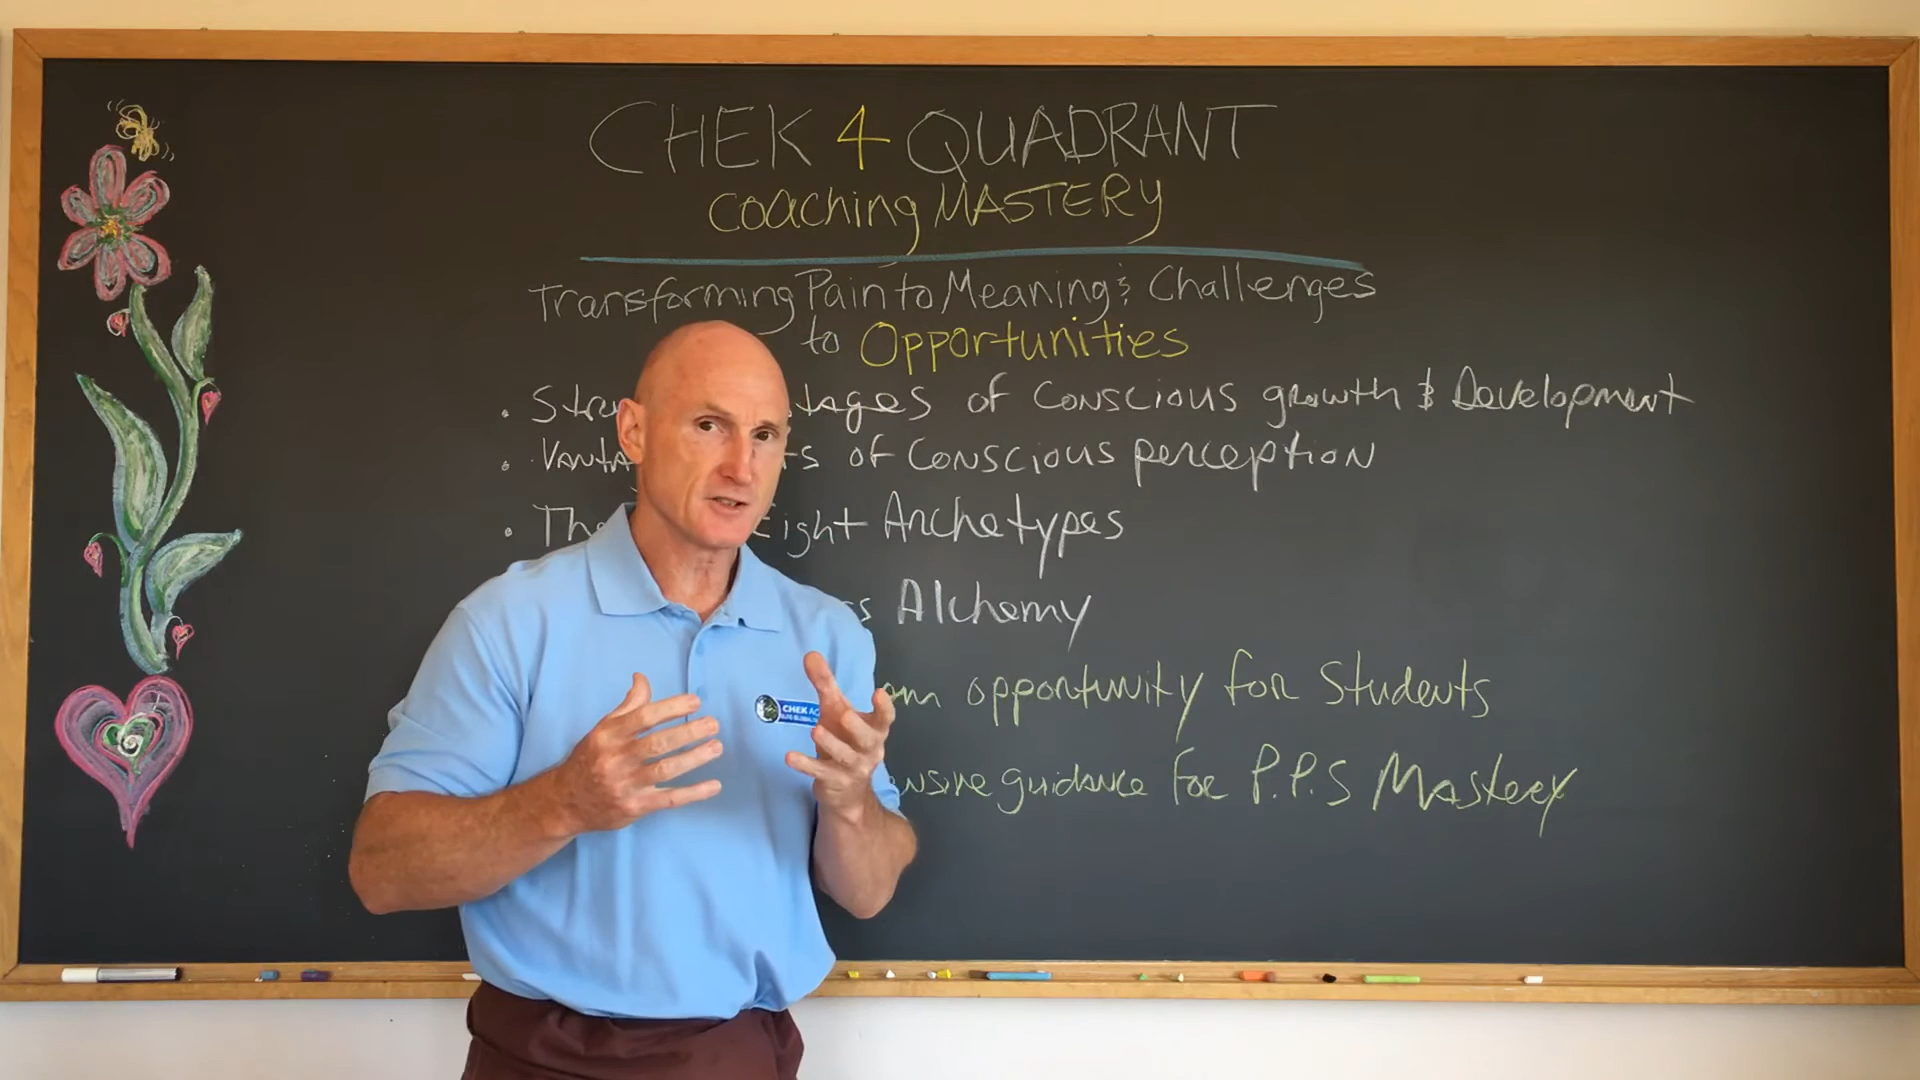 CHEK 4 QUADRANT
Coaching MASTERY
Transforming Pain to Meaning & Challenges
to Opportunities
• of Conscious growth & Development
• of Conscious perception
• Eight Archetypes
Alchemy
opportunity for Students
guidance for P.P.S Mastery
CHEK